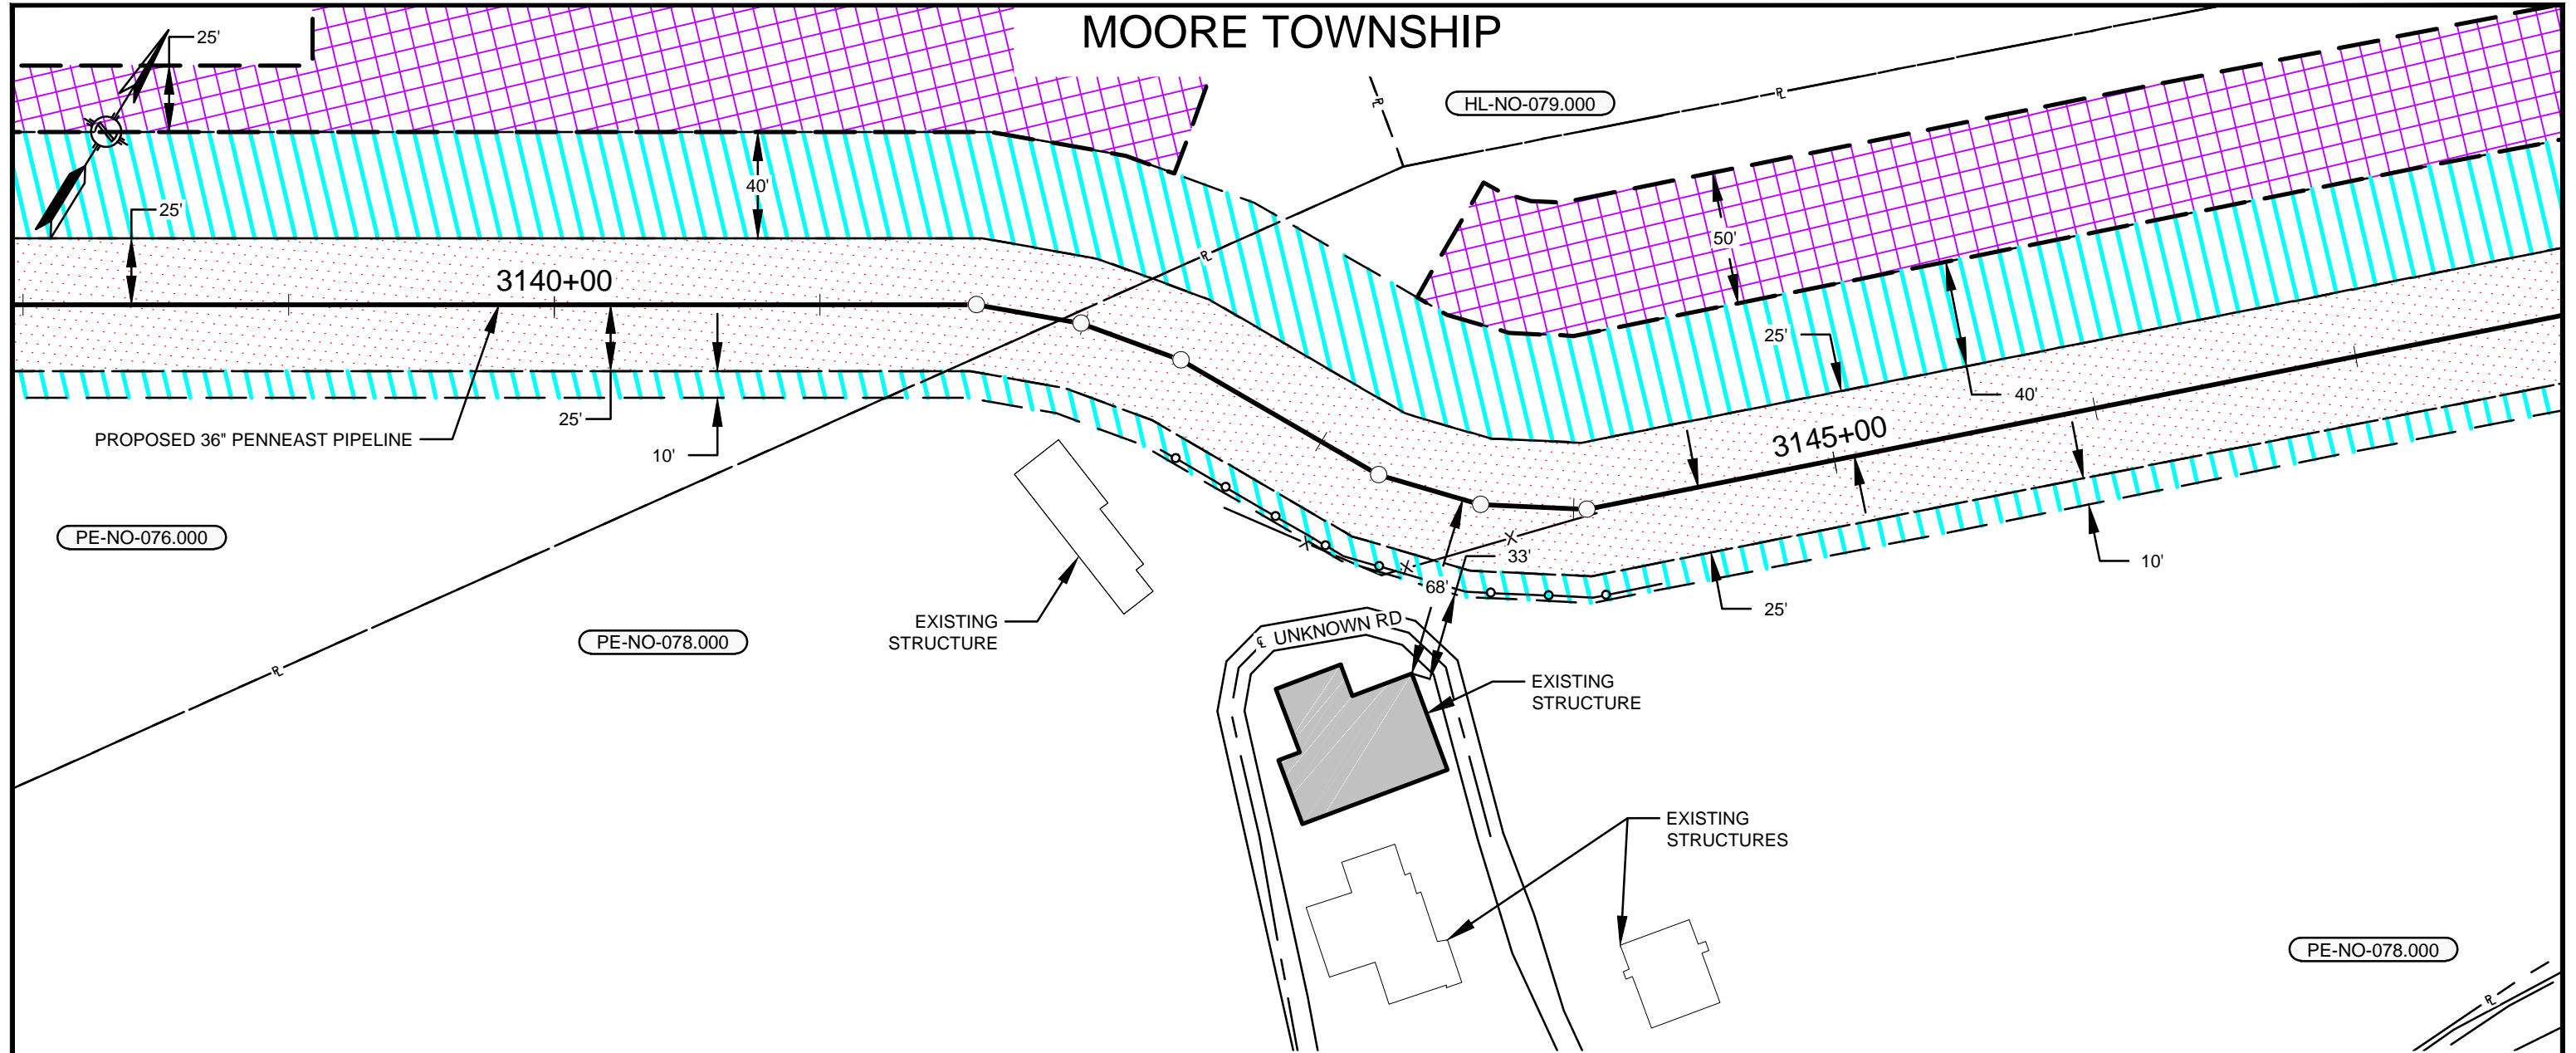 MOORE TOWNSHIP
25'
HL-NO-079.000
40'
25'
50'
3140+00
25'
40'
25'
PROPOSED 36" PENNEAST PIPELINE
10'
3145+00
PE-NO-076.000
33'
10'
68'
25'
EXISTING
STRUCTURE
UNKNOWN RD
PE-NO-078.000
EXISTING
STRUCTURE
EXISTING
STRUCTURES
PE-NO-078.000